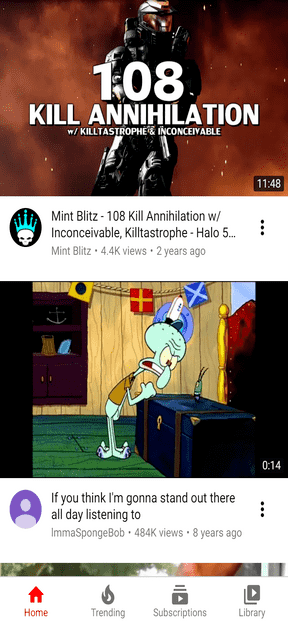 108
KILL ANNIHILATION
W/ KILLTASTROPHE & INCONCEIVABLE
11:48
Mint Blitz - 108 Kill Annihilation w/
Inconceivable, Killtastrophe - Halo 5...
Mint Blitz • 4.4K views • 2 years ago
0:14
If you think I'm gonna stand out there
all day listening to
ImmaSpongeBob • 484K views • 8 years ago
Home
Trending
Subscriptions
Library